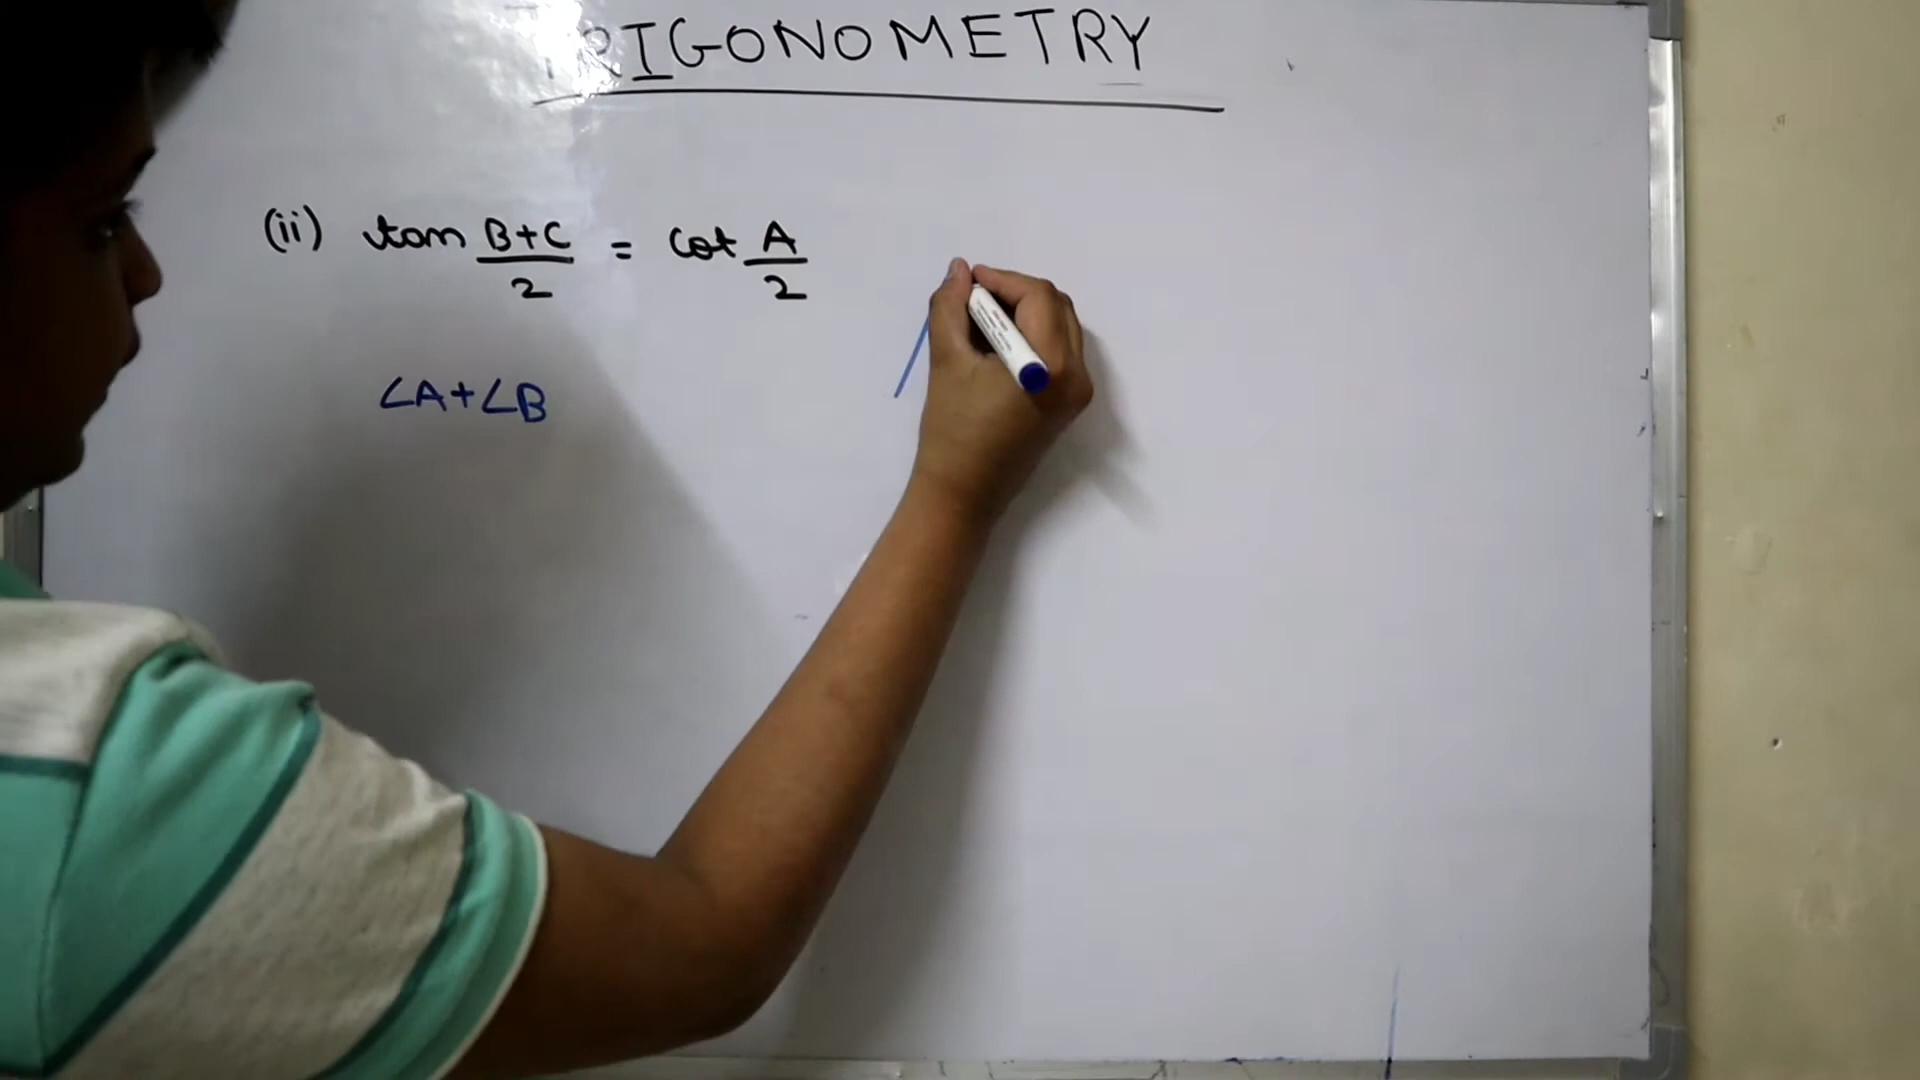 TRIGONOMETRY
(ii) tan B+C/2 = cot A/2
∠A+∠B